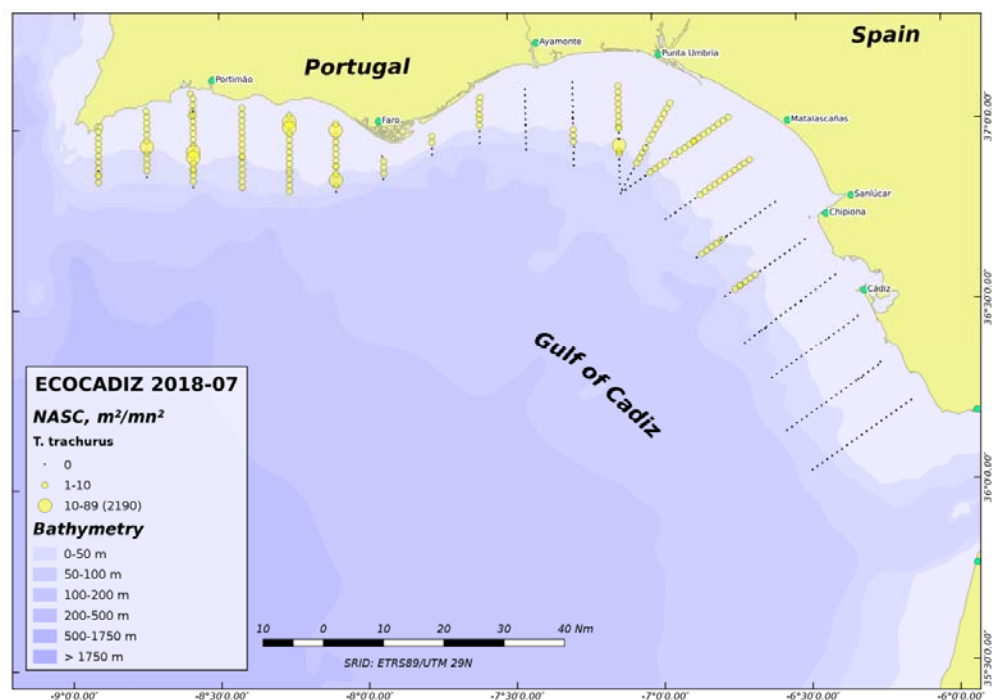 Spain
Portugal
Ayamonte
Punta Umbria
Portimão
Faro
Matalascañas
Sanlúcar
Chipiona
Cádiz
Gulf of Cadiz
37°0'0.00"
36°30'0.00"
36°0'0.00"
35°30'0.00"
ECOCADIZ 2018-07
NASC, m²/mn²
T. trachurus
0
1-10
10-89 (2190)
Bathymetry
0-50 m
50-100 m
100-200 m
200-500 m
500-1750 m
> 1750 m
10 0 10 20 30 40 Nm
SRID: ETRS89/UTM 29N
-9°0'0.00" -8°30'0.00" -8°0'0.00" -7°30'0.00" -7°0'0.00" -6°30'0.00" -6°0'0.00"